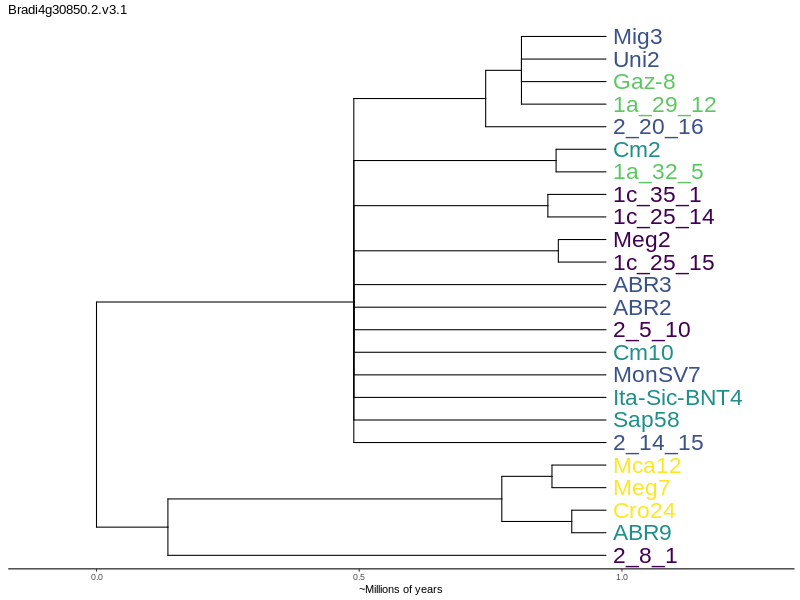 Bradi4g30850.2.v3.1
Mig3
Uni2
Gaz-8
1a_29_12
2_20_16
Cm2
1a_32_5
1c_35_1
1c_25_14
Meg2
1c_25_15
ABR3
ABR2
2_5_10
Cm10
MonSV7
Ita-Sic-BNT4
Sap58
2_14_15
Mca12
Meg7
Cro24
ABR9
2_8_1
0.0 0.5 1.0
~Millions of years